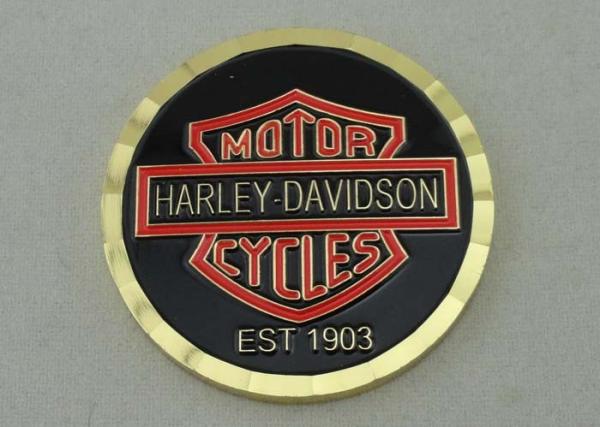 MOTOR
HARLEY-DAVIDSON
CYCLES
EST 1903